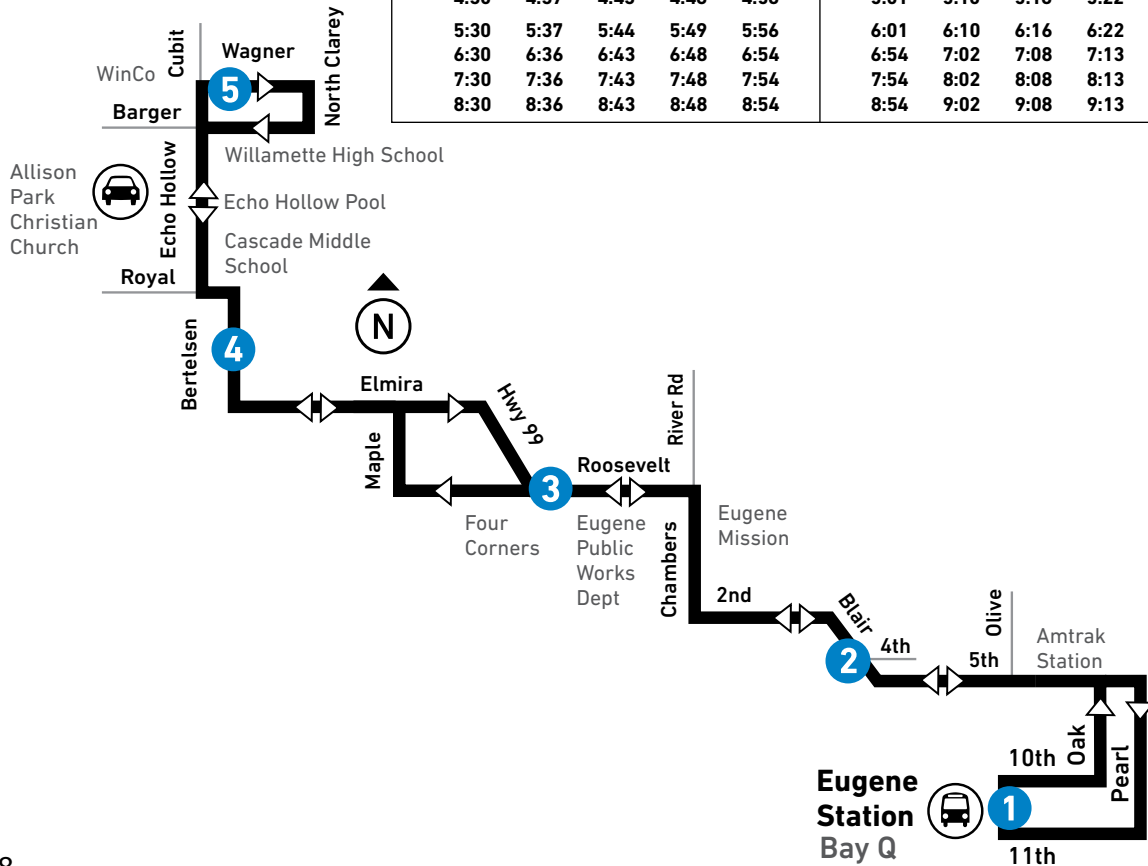 5:30 5:37 5:44 5:49 5:56 6:01 6:10 6:16 6:22
6:30 6:36 6:43 6:48 6:54 6:54 7:02 7:08 7:13
7:30 7:36 7:43 7:48 7:54 7:54 8:02 8:08 8:13
8:30 8:36 8:43 8:48 8:54 8:54 9:02 9:08 9:13
Cubit
Wagner
North Clarey
WinCo
5
Barger
Willamette High School
Allison
Park
Christian
Church
Echo Hollow
Echo Hollow Pool
Cascade Middle
School
Royal
N
Bertelsen
4
Elmira
Hwy 99
River Rd
Maple
Roosevelt
3
Four
Corners
Eugene
Public
Works
Dept
Chambers
Eugene
Mission
2nd
Blair
2
4th
5th
Olive
Amtrak
Station
Oak
Pearl
10th
Eugene
Station
Bay Q
1
11th